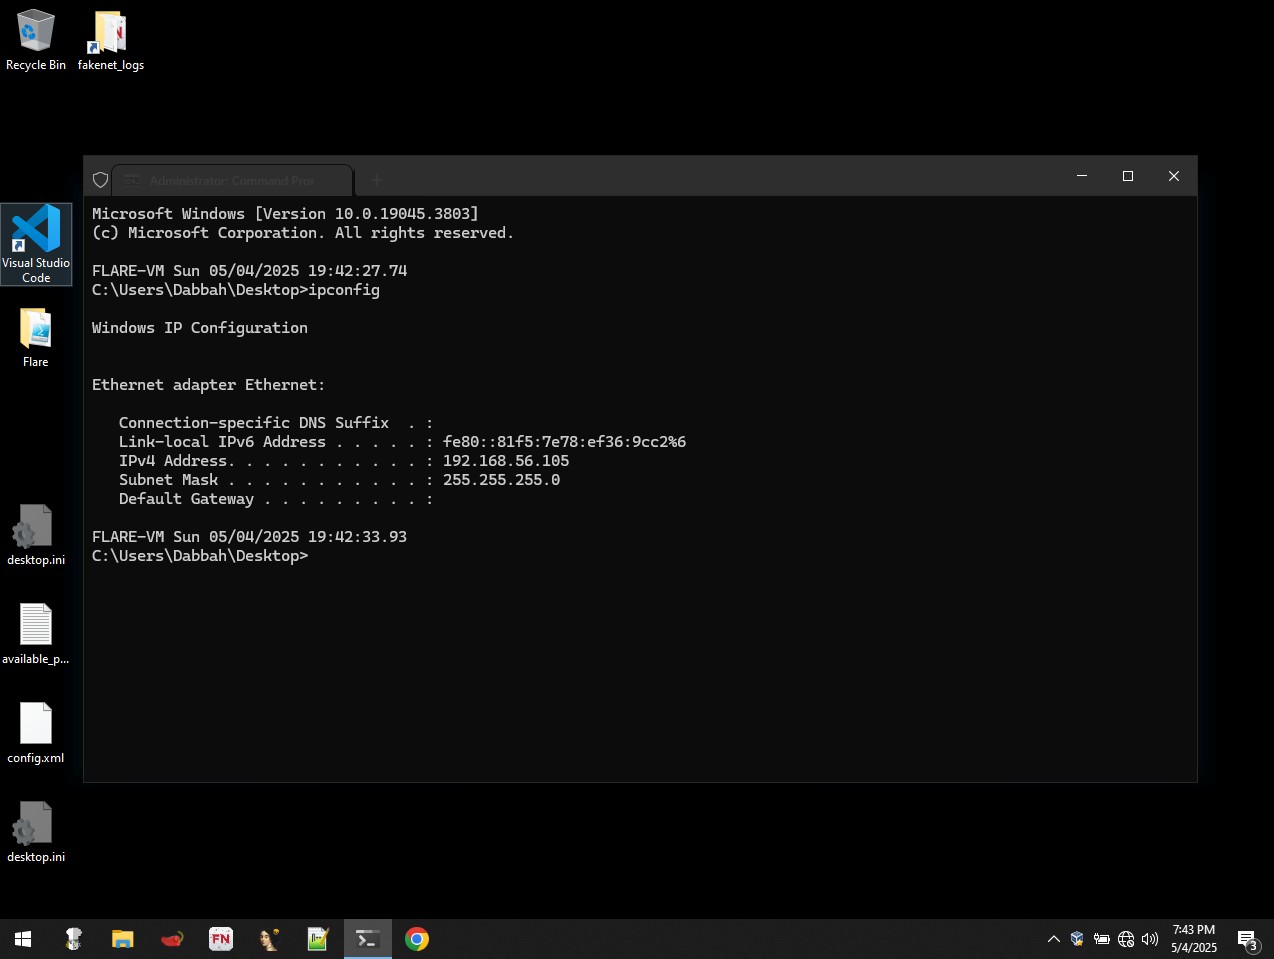 Recycle Bin
fakenet_logs
Administrator: Command Pror
Microsoft Windows [Version 10.0.19045.3803]
(c) Microsoft Corporation. All rights reserved.
FLARE-VM Sun 05/04/2025 19:42:27.74
C:\Users\Dabbah\Desktop>ipconfig
Windows IP Configuration
Ethernet adapter Ethernet:
Connection-specific DNS Suffix . :
Link-local IPv6 Address . . . . . : fe80::81f5:7e78:ef36:9cc2%6
IPv4 Address. . . . . . . . . . . : 192.168.56.105
Subnet Mask . . . . . . . . . . . : 255.255.255.0
Default Gateway . . . . . . . . . :
FLARE-VM Sun 05/04/2025 19:42:33.93
C:\Users\Dabbah\Desktop>
Visual Studio
Code
Flare
desktop.ini
available_p...
config.xml
desktop.ini
FN
7:43 PM
5/4/2025
3